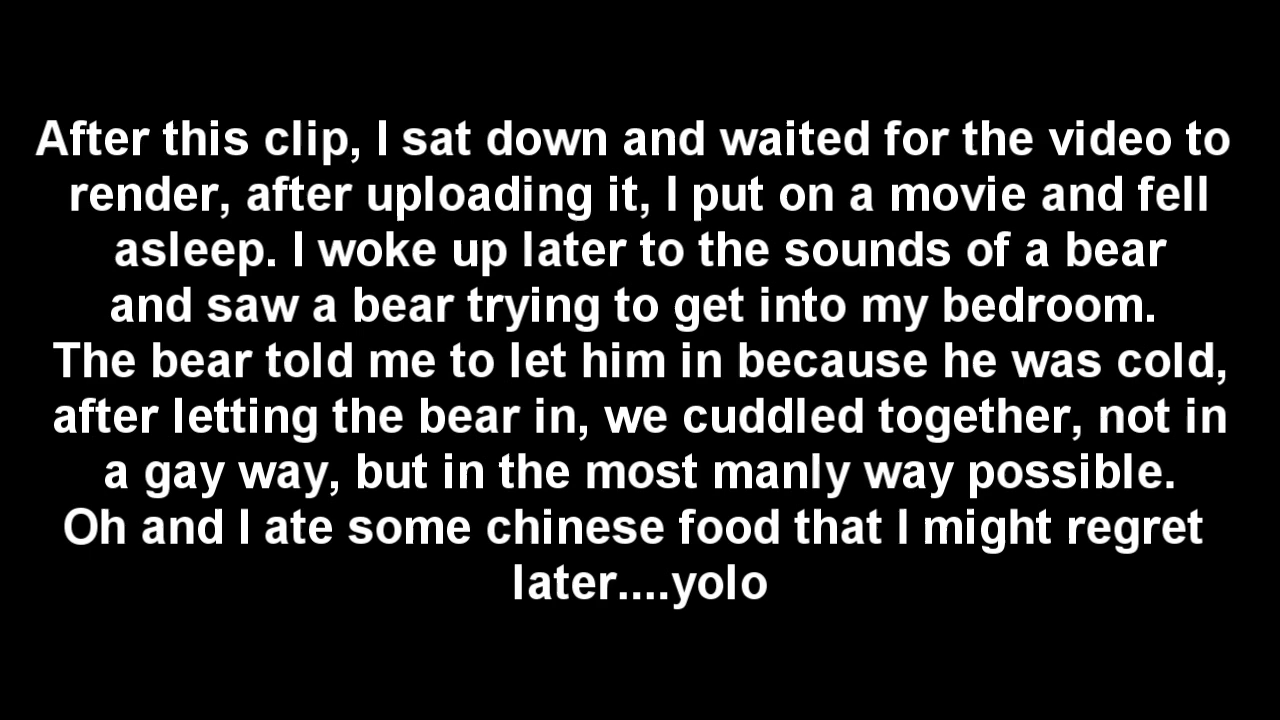 After this clip, I sat down and waited for the video to
render, after uploading it, I put on a movie and fell
asleep. I woke up later to the sounds of a bear
and saw a bear trying to get into my bedroom.
The bear told me to let him in because he was cold,
after letting the bear in, we cuddled together, not in
a gay way, but in the most manly way possible.
Oh and I ate some chinese food that I might regret
later....yolo